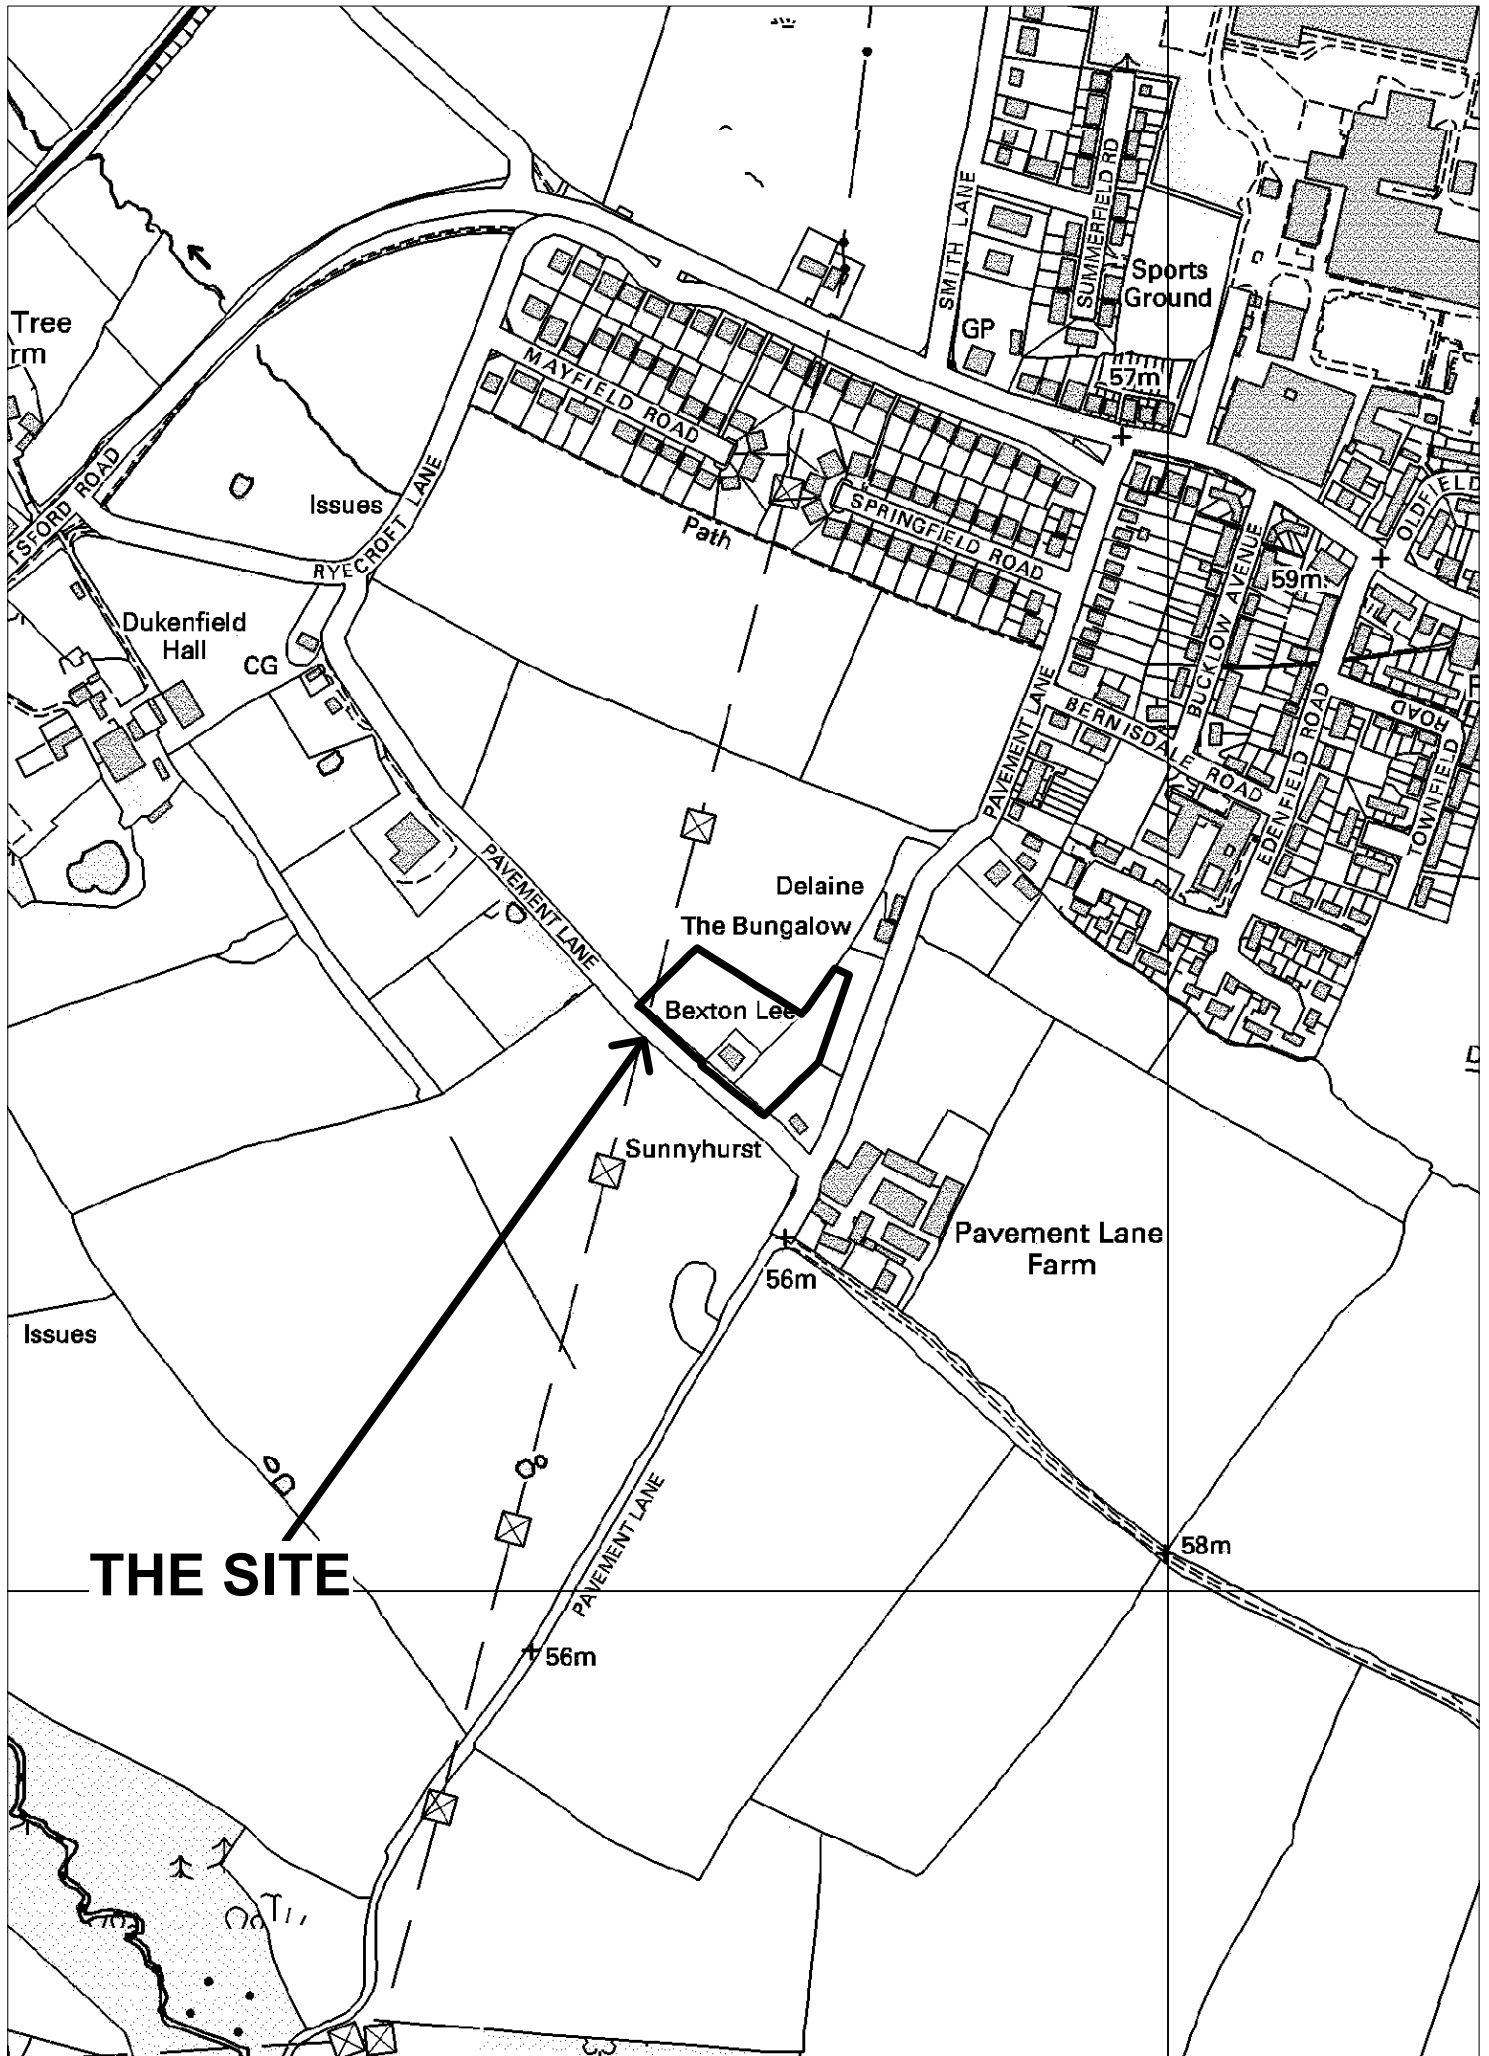 SMITH LANE
SUMMERFIELD RD
Sports
Ground
GP
57m
Tree
rm
MAYFIELD ROAD
TSFORD ROAD
Issues
RYECROFT LANE
Path
SPRINGFIELD ROAD
OLDFIELD
BUCKLOW AVENUE
59m
Dukenfield
Hall
CG
PAVEMENT LANE
BERNISDALE ROAD
EDENFIELD ROAD
ROAD
TOWNFIELD
PAVEMENT LANE
Delaine
The Bungalow
Bexton Lee
Sunnyhurst
Pavement Lane
Farm
56m
Issues
PAVEMENT LANE
58m
THE SITE
56m